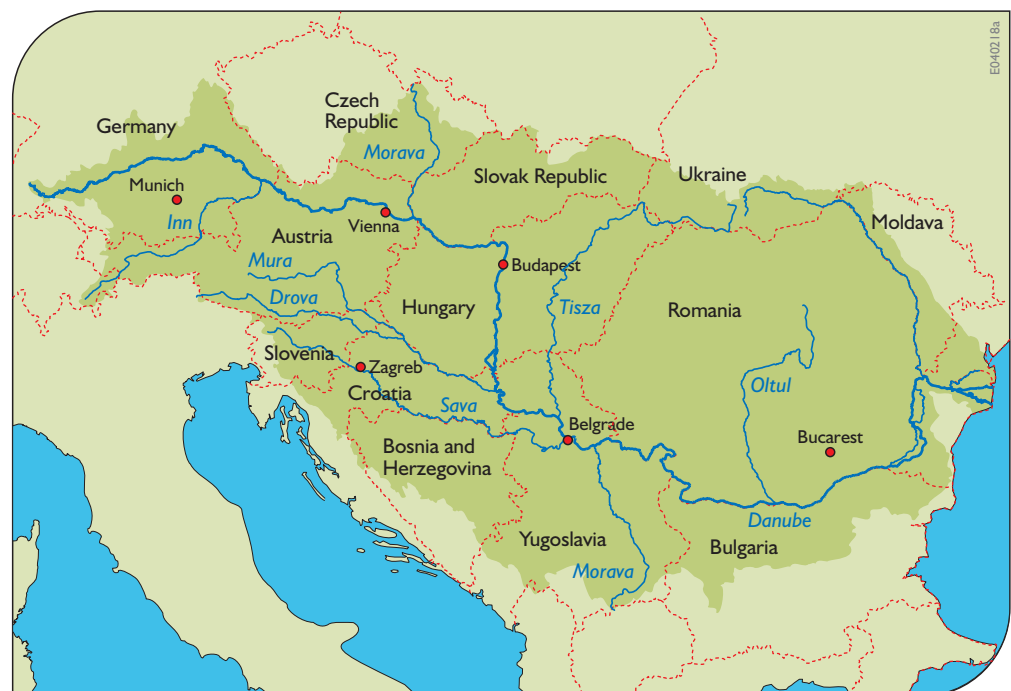 E040218a
Germany
Czech
Republic
Morava
Slovak Republic
Ukraine
Moldava
Munich
Inn
Vienna
Austria
Mura
Drova
Budapest
Hungary
Tisza
Romania
Slovenia
Zagreb
Croatia
Sava
Oltul
Belgrade
Bucarest
Bosnia and
Herzegovina
Danube
Yugoslavia
Bulgaria
Morava